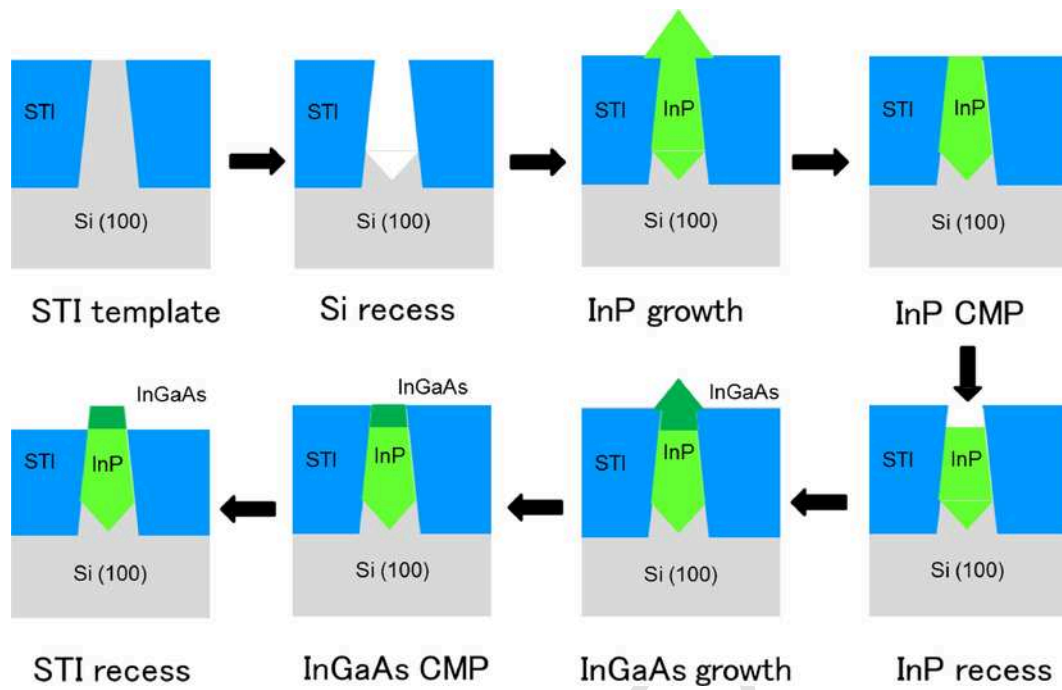 STI
Si (100)
STI template
STI
Si (100)
Si recess
STI
InP
Si (100)
InP growth
STI
InP
Si (100)
InP CMP
InGaAs
STI
InP
Si (100)
STI recess
InGaAs
STI
InP
Si (100)
InGaAs CMP
InGaAs
STI
InP
Si (100)
InGaAs growth
STI
InP
Si (100)
InP recess